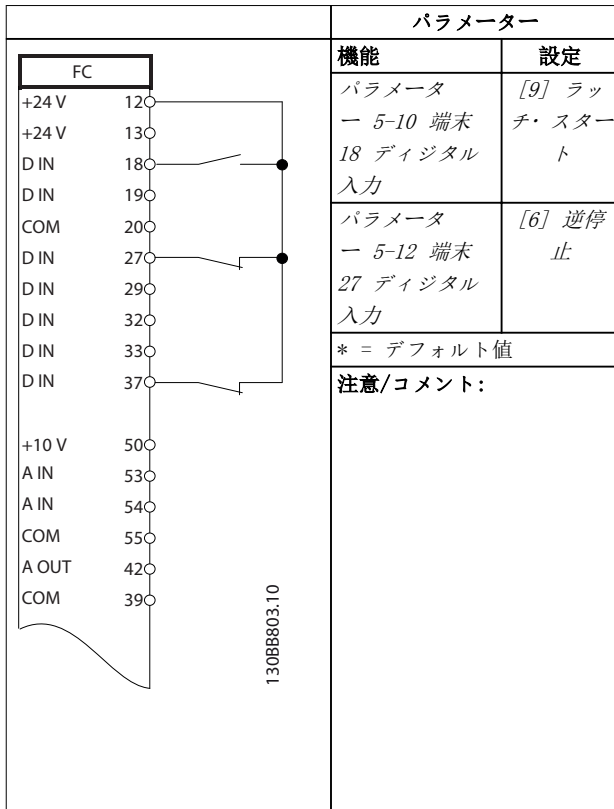 FC
+24 V 12
+24 V 13
D IN 18
D IN 19
COM 20
D IN 27
D IN 29
D IN 32
D IN 33
D IN 37
+10 V 50
A IN 53
A IN 54
COM 55
A OUT 42
COM 39
130BB803.10
パラメーター
機能 設定
パラメータ
ー 5-10 端末
18 ディジタル
入力
[9] ラッ
チ・スター
ト
パラメータ
ー 5-12 端末
27 ディジタル
入力
[6] 逆停
止
* = デフォルト値
注意/コメント: